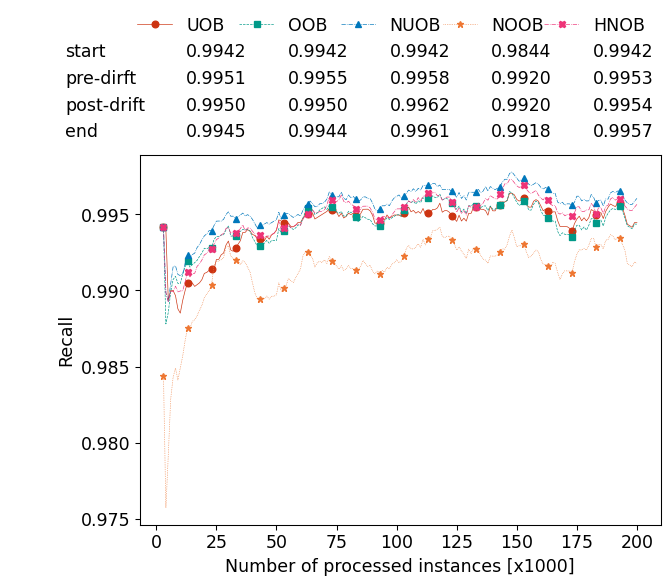 UOB OOB NUOB NOOB HNOB
start 0.9942 0.9942 0.9942 0.9844 0.9942
pre-dirft 0.9951 0.9955 0.9958 0.9920 0.9953
post-drift 0.9950 0.9950 0.9962 0.9920 0.9954
end 0.9945 0.9944 0.9961 0.9918 0.9957
0.995
0.990
0.985
0.980
0.975
Recall
0 25 50 75 100 125 150 175 200
Number of processed instances [x1000]